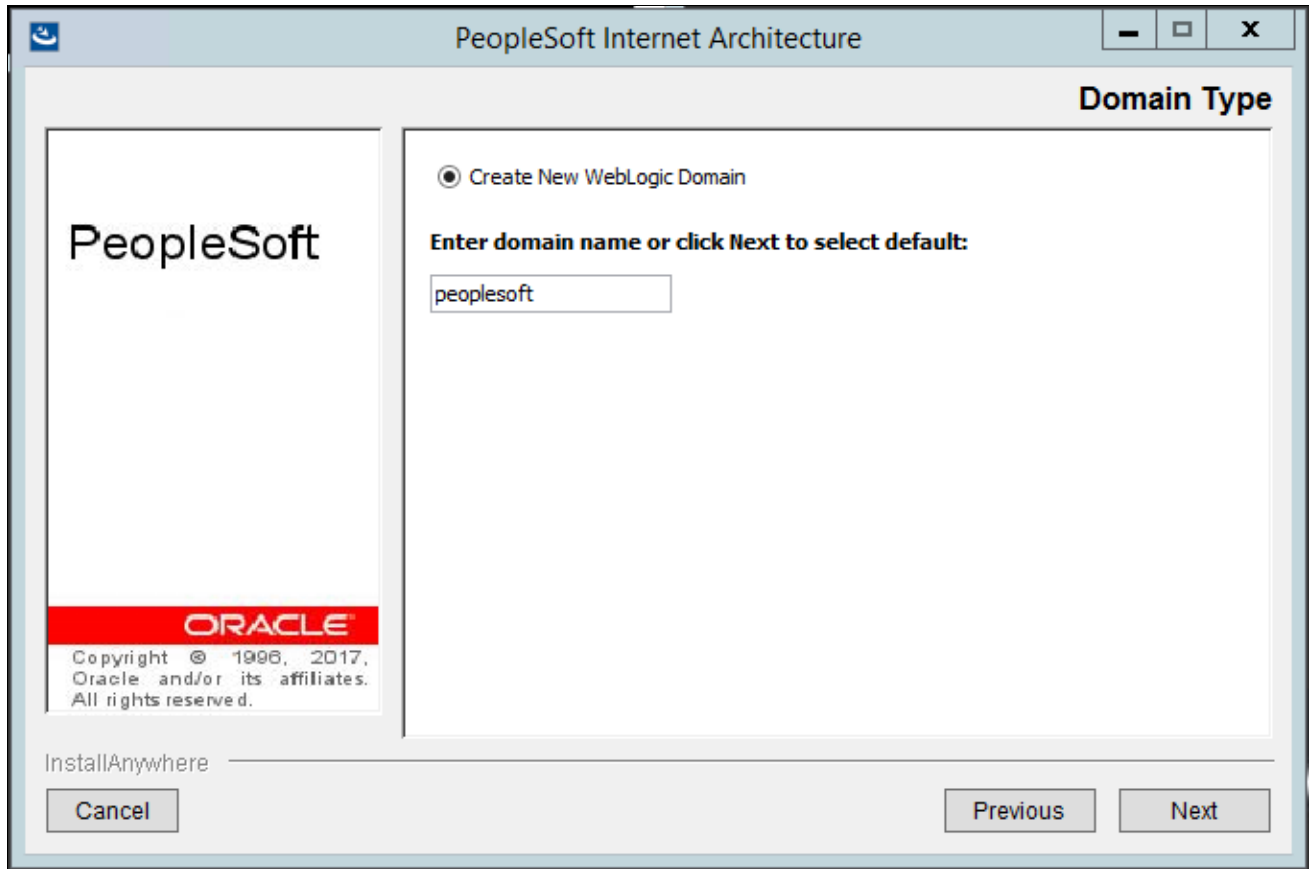 PeopleSoft Internet Architecture
Domain Type
PeopleSoft
Create New WebLogic Domain
Enter domain name or click Next to select default:
peoplesoft
ORACLE
Copyright © 1996, 2017,
Oracle and/or its affiliates.
All rights reserved.
InstallAnywhere
Cancel
Previous
Next